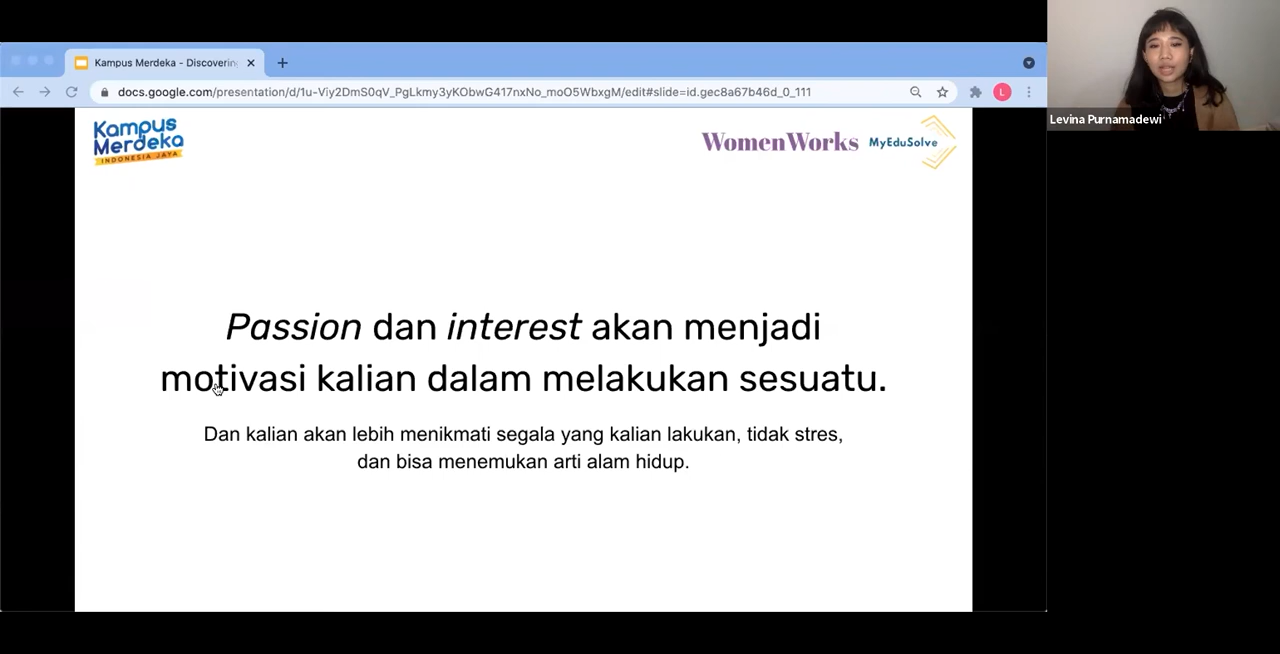 Kampus Merdeka - Discoverin
docs.google.com/presentation/d/1u-Viy2DmS0qV_PgLkmy3yKObwG417nxNo_moO5WbxgM/edit#slide=id.gec8a67b46d_0_111
L
Levina Purnamadewi
Kampus
Merdeka
INDONESIA JAYA
WomenWorks
MyEduSolve
Passion dan interest akan menjadi
motivasi kalian dalam melakukan sesuatu.
Dan kalian akan lebih menikmati segala yang kalian lakukan, tidak stres,
dan bisa menemukan arti alam hidup.